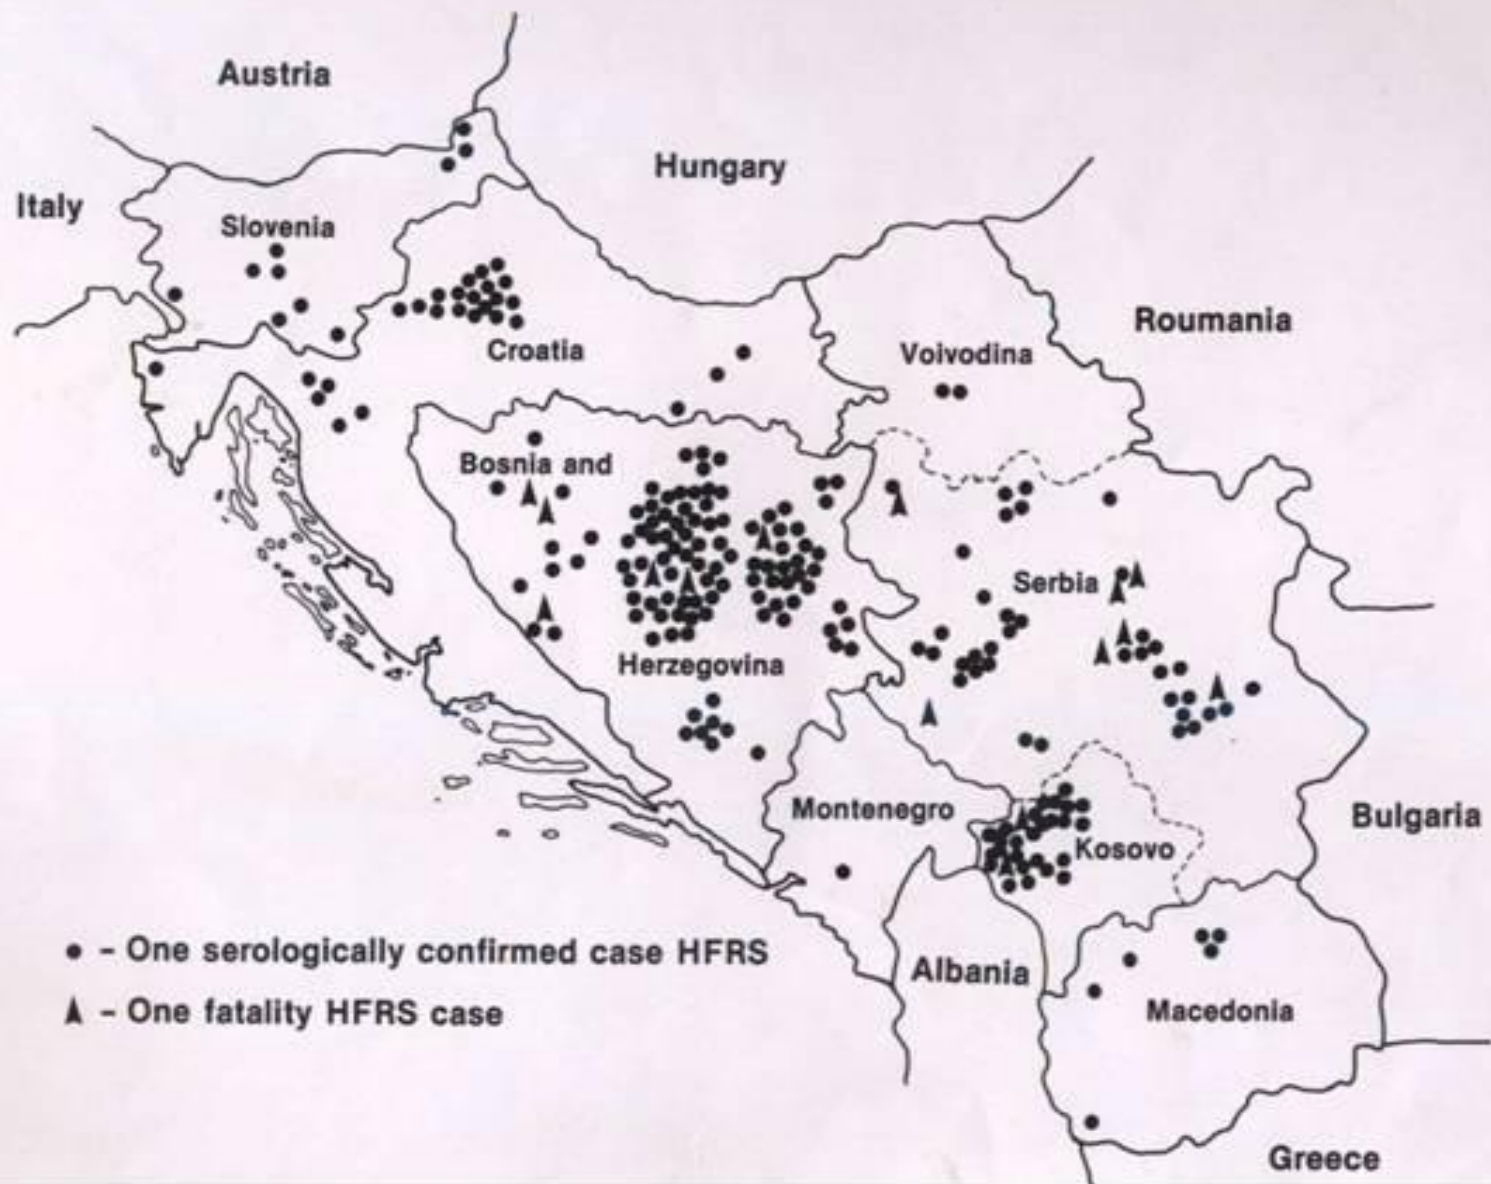 Austria
Hungary
Italy
Slovenia
Roumania
Croatia
Voivodina
Bosnia and
Serbia
Herzegovina
Montenegro
Bulgaria
Kosovo
● – One serologically confirmed case HFRS
Albania
▲ – One fatality HFRS case
Macedonia
Greece